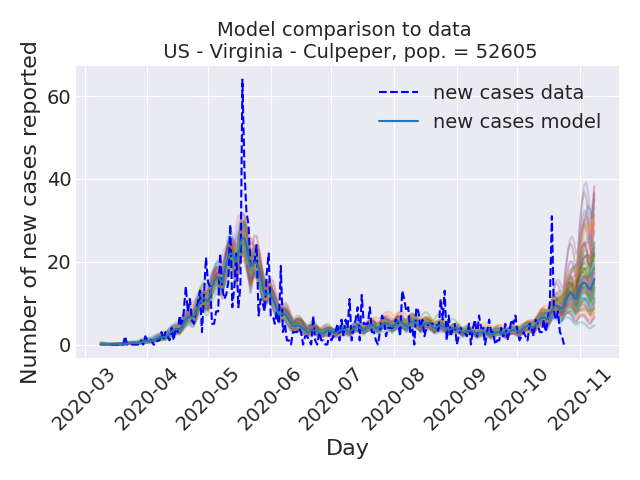 Model comparison to data
US - Virginia - Culpeper, pop. = 52605
Number of new cases reported
60
40
20
0
new cases data
new cases model
2020-03
2020-04
2020-05
2020-06
2020-07
2020-08
2020-09
2020-10
2020-11
Day